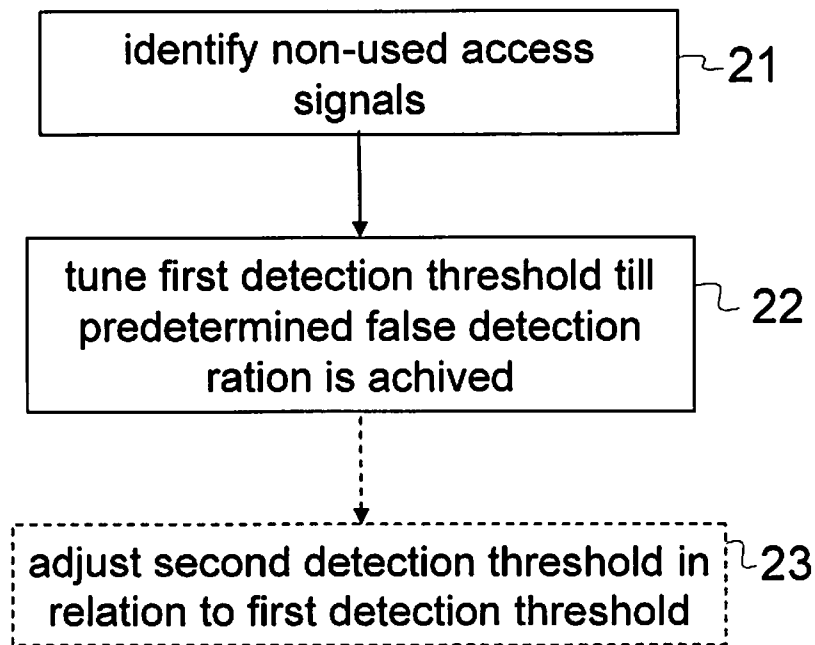 identify non-used access
signals
21
tune first detection threshold till
predetermined false detection
ration is achived
22
adjust second detection threshold in
relation to first detection threshold
23